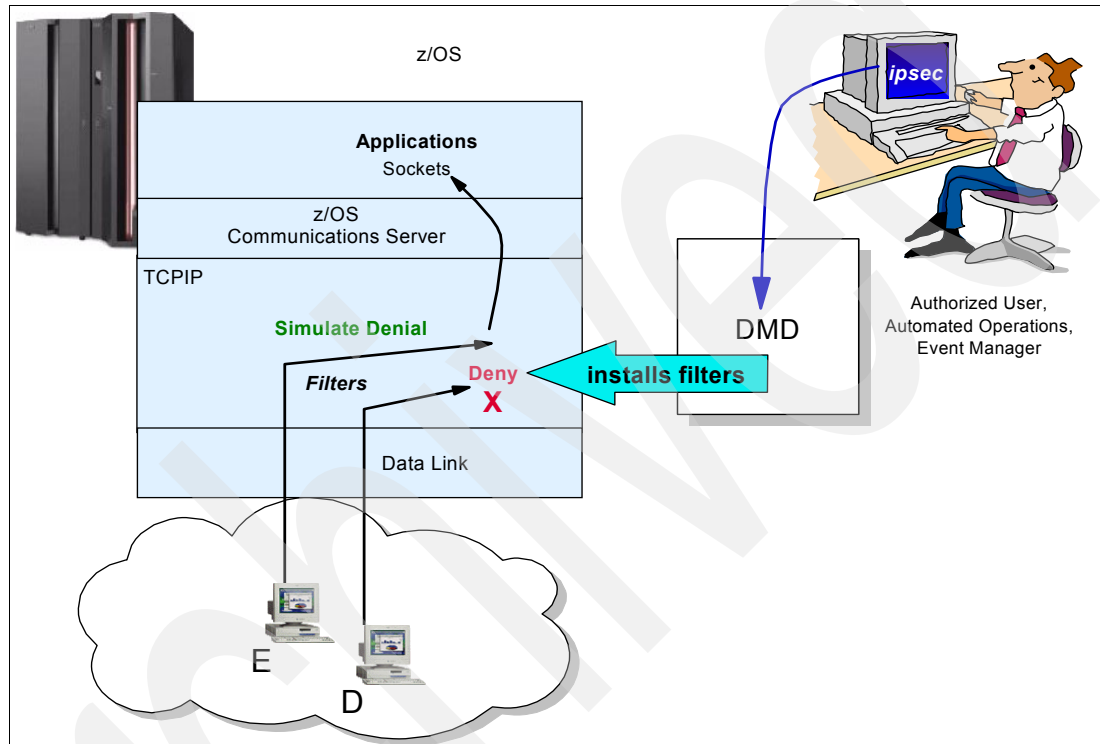 z/OS
ipsec
Applications
Sockets
z/OS
Communications Server
TCPIP
Simulate Denial
Filters
Deny
X
installs filters
DMD
Authorized User,
Automated Operations,
Event Manager
Data Link
E
D